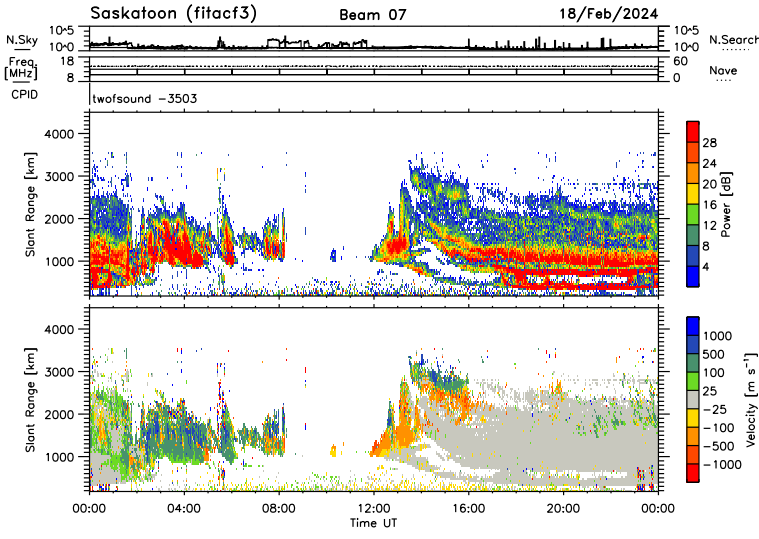 Saskatoon (fitacf3) Beam 07 18/Feb/2024
N.Sky 10^5 10^0 10^5 10^0 N.Search
Freq. [MHz] 18 8 60 0 Nave
CPID twofsound -3503
Slant Range [km] 4000 3000 2000 1000
Power [dB] 28 24 20 16 12 8 4
Slant Range [km] 4000 3000 2000 1000
Velocity [m s⁻¹] 1000 500 100 25 -25 -100 -500 -1000
00:00 04:00 08:00 12:00 16:00 20:00 00:00
Time UT